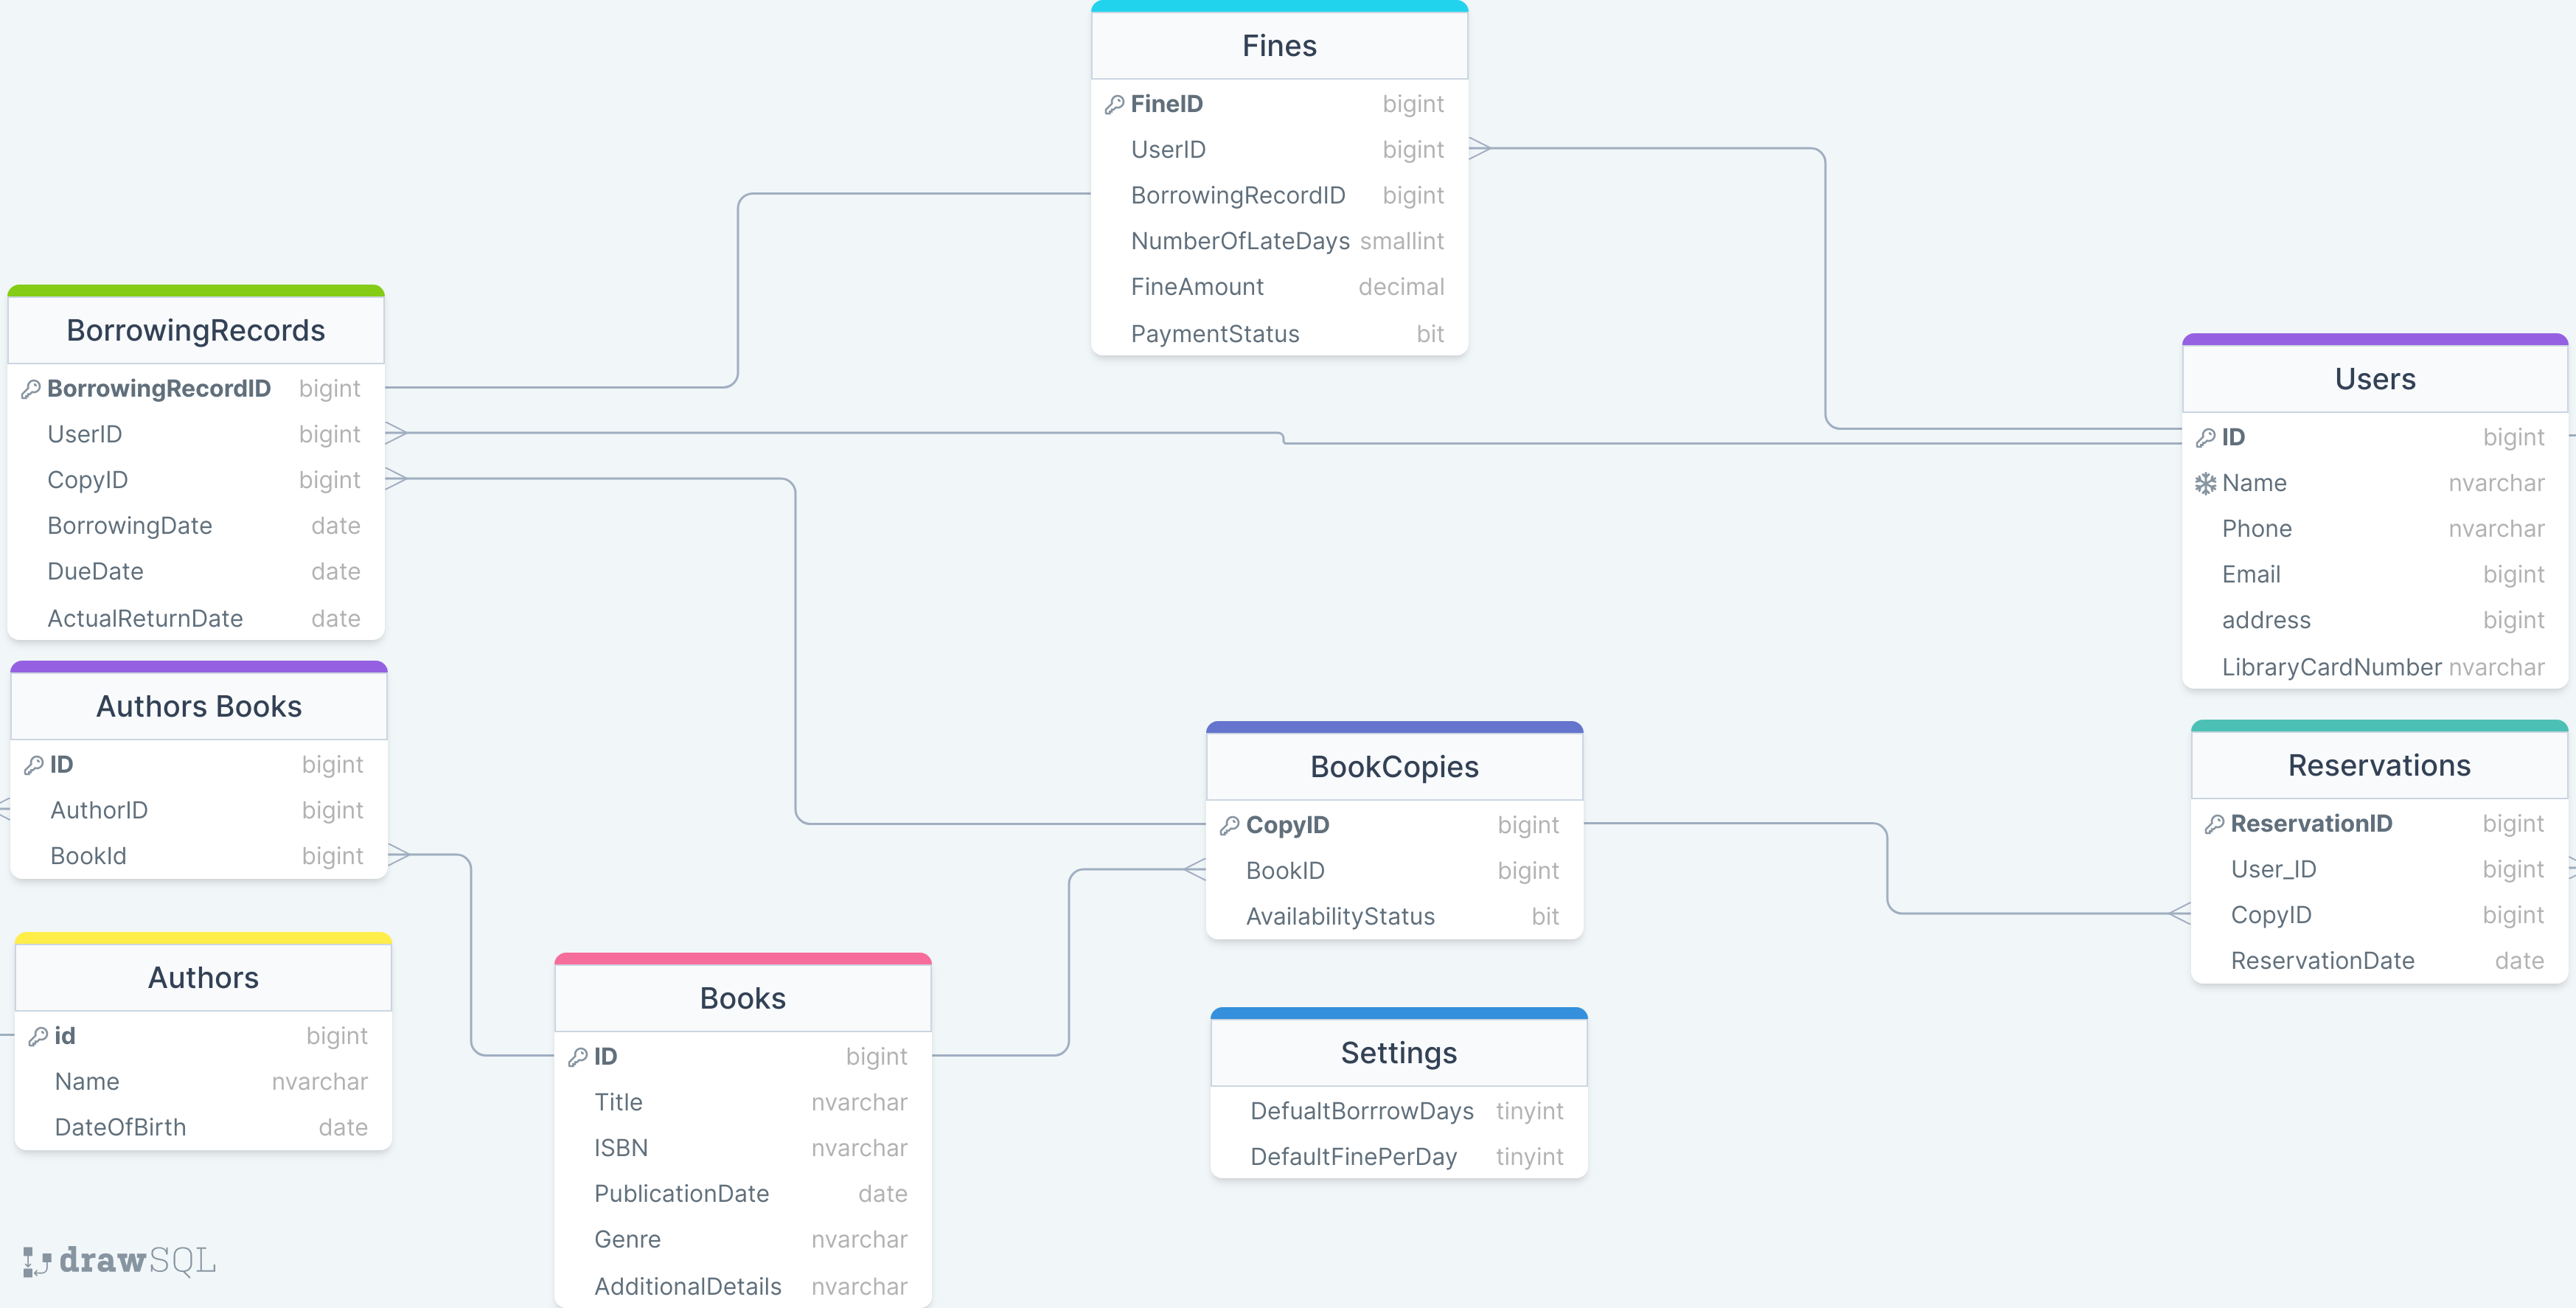 Fines
FineID bigint
UserID bigint
BorrowingRecordID bigint
NumberOfLateDays smallint
FineAmount decimal
PaymentStatus bit
BorrowingRecords
BorrowingRecordID bigint
UserID bigint
CopyID bigint
BorrowingDate date
DueDate date
ActualReturnDate date
Users
ID bigint
Name nvarchar
Phone nvarchar
Email bigint
address bigint
LibraryCardNumber nvarchar
Authors Books
ID bigint
AuthorID bigint
BookId bigint
BookCopies
CopyID bigint
BookID bigint
AvailabilityStatus bit
Reservations
ReservationID bigint
User_ID bigint
CopyID bigint
ReservationDate date
Authors
id bigint
Name nvarchar
DateOfBirth date
Books
ID bigint
Title nvarchar
ISBN nvarchar
PublicationDate date
Genre nvarchar
AdditionalDetails nvarchar
Settings
DefualtBorrrowDays tinyint
DefaultFinePerDay tinyint
drawSQL